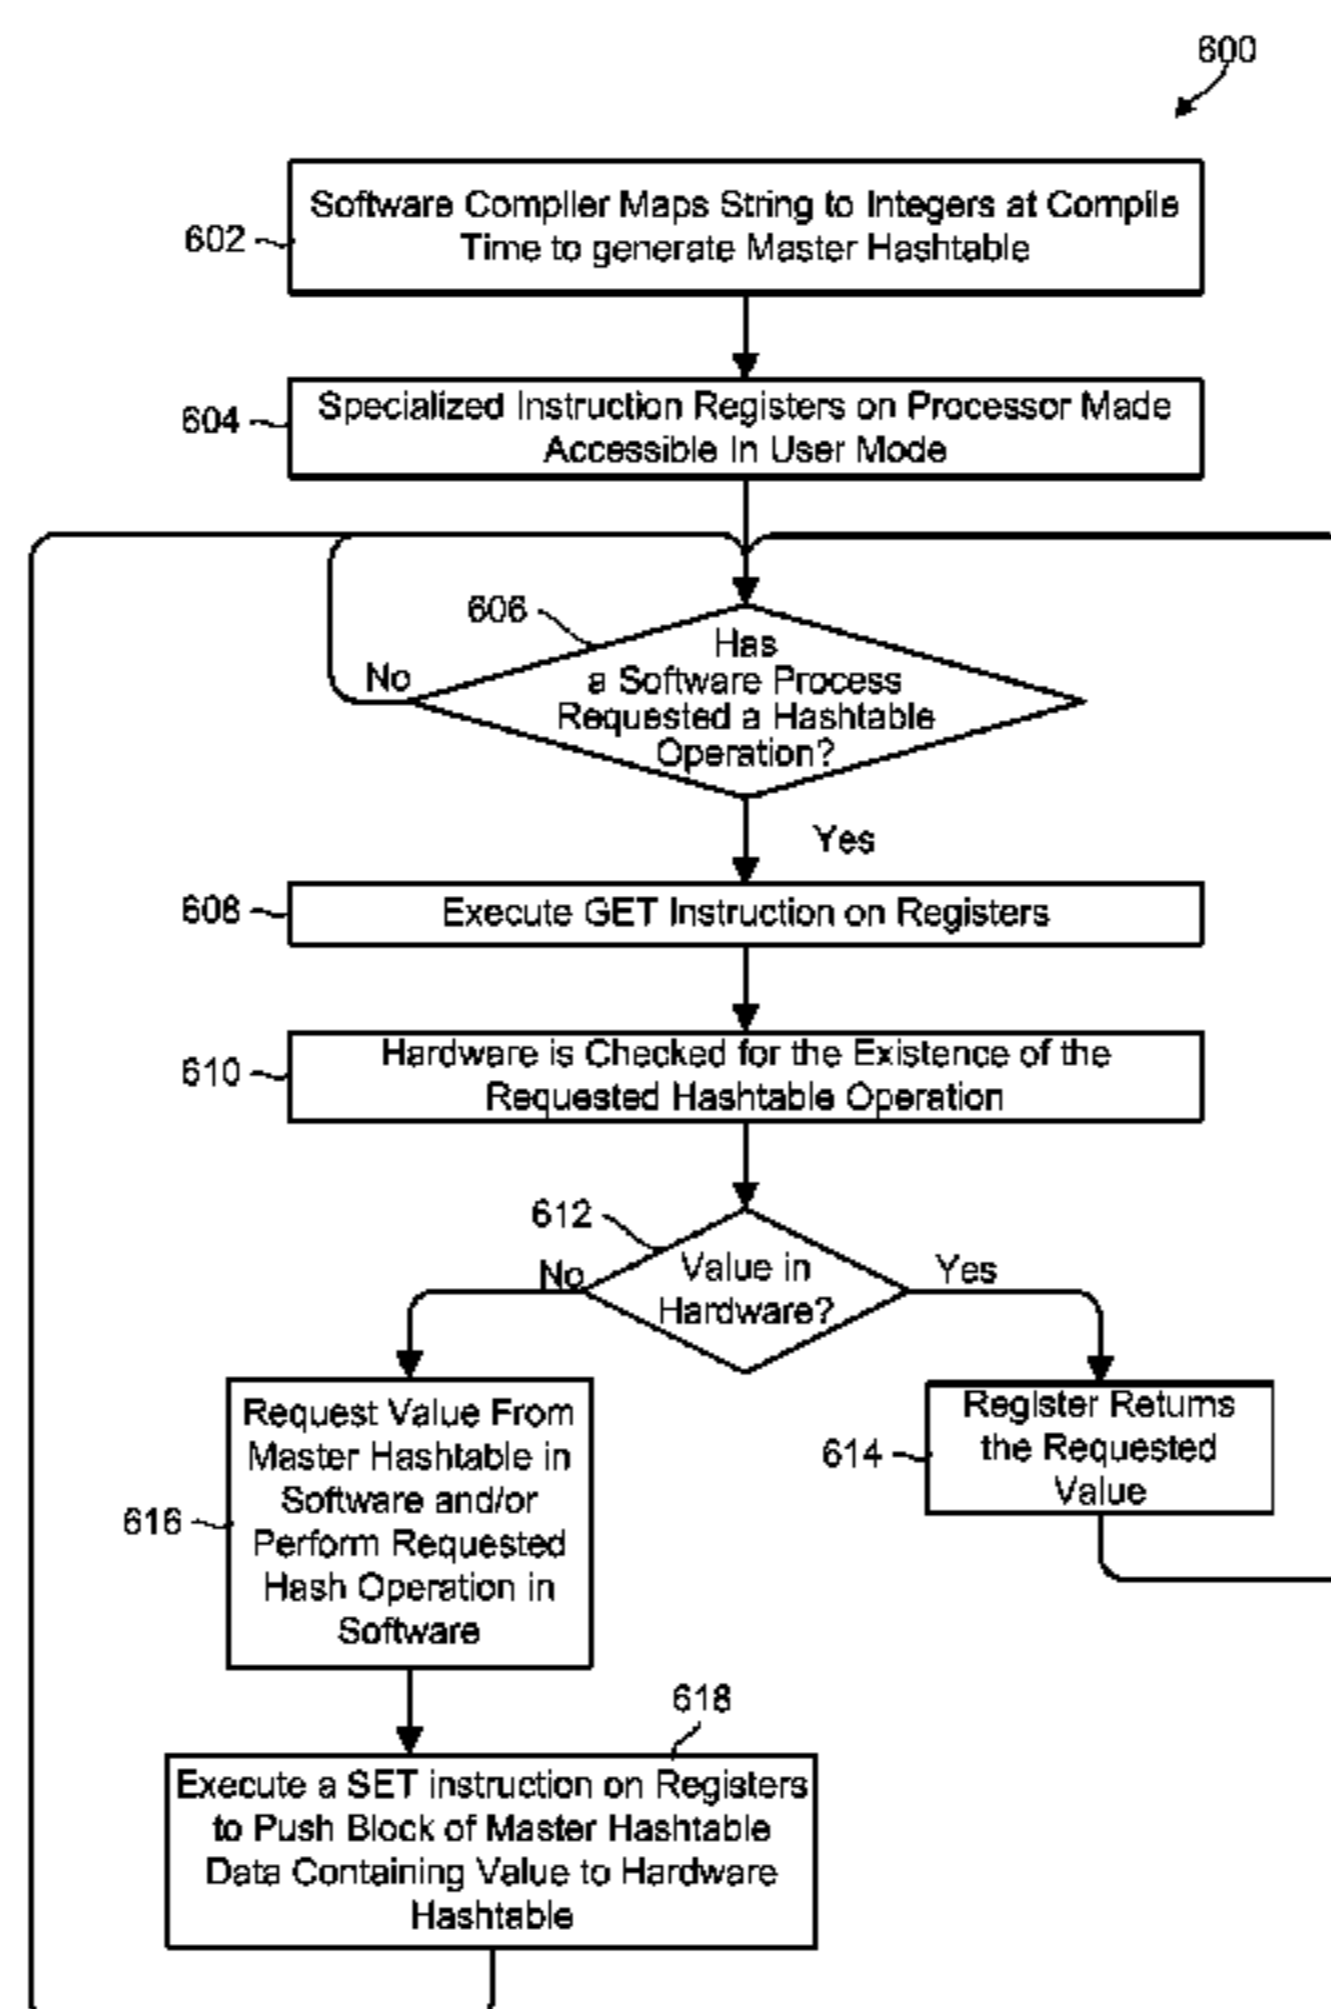 600
Software Compiler Maps String to Integers at Compile
Time to generate Master Hashtable
602
Specialized Instruction Registers on Processor Made
Accessible In User Mode
604
606
Has
a Software Process
Requested a Hashtable
Operation?
No
Yes
608
Execute GET Instruction on Registers
Hardware is Checked for the Existence of the
Requested Hashtable Operation
610
612
Value in
Hardware?
No
Yes
Request Value From
Master Hashtable in
Software and/or
Perform Requested
Hash Operation in
Software
616
Register Returns
the Requested
Value
614
618
Execute a SET instruction on Registers
to Push Block of Master Hashtable
Data Containing Value to Hardware
Hashtable